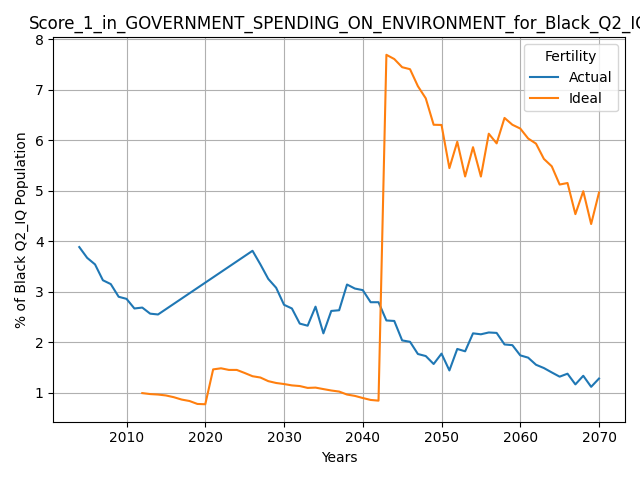 Score_1_in_GOVERNMENT_SPENDING_ON_ENVIRONMENT_for_Black_Q2_IQ
Fertility
Actual
Ideal
% of Black Q2_IQ Population
8
7
6
5
4
3
2
1
2010 2020 2030 2040 2050 2060 2070
Years